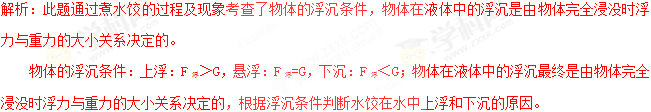 解析：此题通过煮水饺的过程及现象考查了物体的浮沉条件，物体在液体中的浮沉是由物体完全浸没时浮
力与重力的大小关系决定的。
物体的浮沉条件：上浮：F浮＞G，悬浮：F浮=G，下沉：F浮＜G；物体在液体中的浮沉最终是由物体完全
浸没时浮力与重力的大小关系决定的，根据浮沉条件判断水饺在水中上浮和下沉的原因。